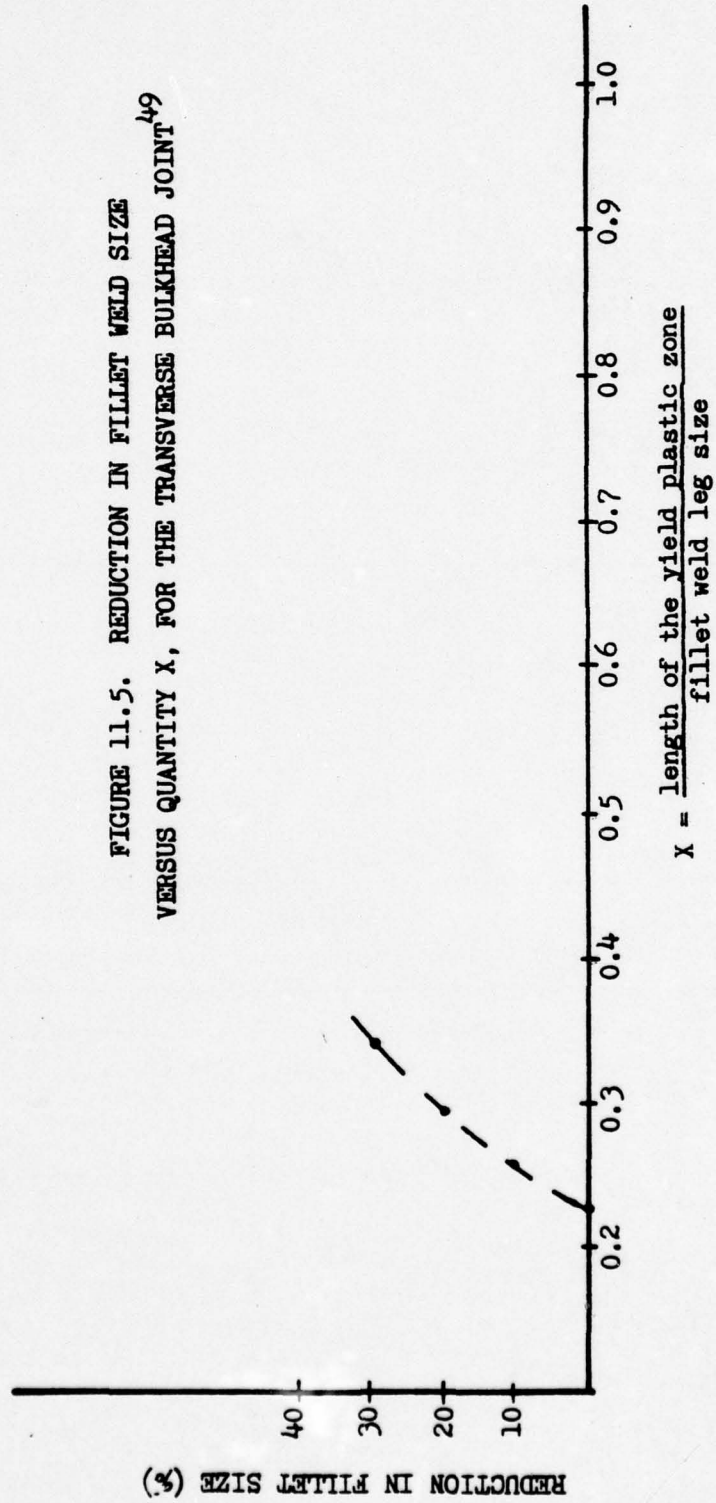 FIGURE 11.5. REDUCTION IN FILLET WELD SIZE
VERSUS QUANTITY X, FOR THE TRANSVERSE BULKHEAD JOINT49
REDUCTION IN FILLET SIZE (%)
40
30
20
10
0.2
0.3
0.4
0.5
0.6
0.7
0.8
0.9
1.0
X = length of the yield plastic zone
fillet weld leg size